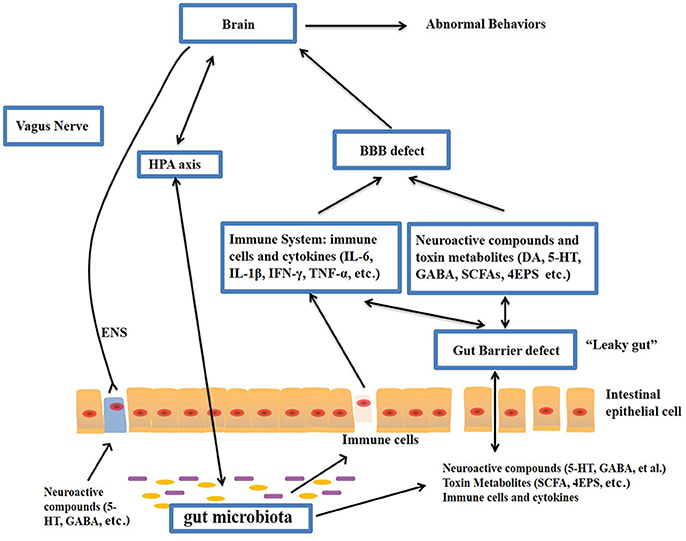 Brain
Abnormal Behaviors
Vagus Nerve
HPA axis
BBB defect
Immune System: immune
cells and cytokines (IL-6,
IL-1β, IFN-γ, TNF-α, etc.)
Neuroactive compounds and
toxin metabolites (DA, 5-HT,
GABA, SCFAs, 4EPS etc.)
ENS
Gut Barrier defect
“Leaky gut”
Intestinal
epithelial cell
Immune cells
Neuroactive
compounds (5-
HT, GABA, etc.)
gut microbiota
Neuroactive compounds (5-HT, GABA, et al.)
Toxin Metabolites (SCFA, 4EPS, etc.)
Immune cells and cytokines